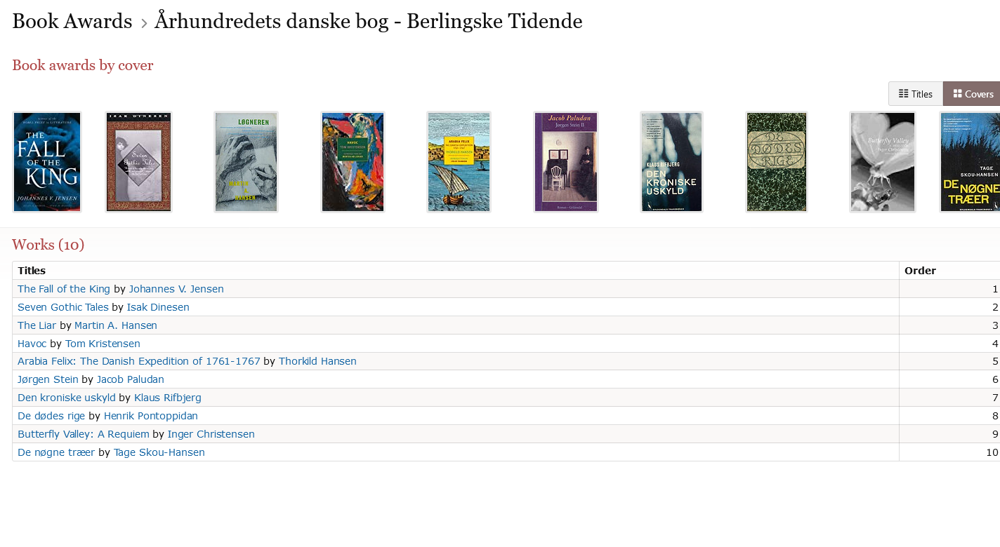 Book Awards › Århundredets danske bog - Berlingske Tidende
Book awards by cover
Titles
Covers
THE
FALL
OF THE
KING
JOHANNES V. JENSEN
ISAK DINESEN
Seven
Gothic Tales
LØGNEREN
MARTIN
A.
HANSEN
HAVOC
TOM KRISTENSEN
ARABIA FELIX
THORKILD HANSEN
Jacob Paludan
Jørgen Stein II
Roman • Gyldendal
KLAUS RIFBJERG
DEN
KRONISKE
USKYLD
DE
DØDES
RIGE
Butterfly Valley
Inger Christensen
TAGE
SKOU-HANSEN
DE NØGNE
TRÆER
Works (10)
Titles Order
The Fall of the King by Johannes V. Jensen 1
Seven Gothic Tales by Isak Dinesen 2
The Liar by Martin A. Hansen 3
Havoc by Tom Kristensen 4
Arabia Felix: The Danish Expedition of 1761-1767 by Thorkild Hansen 5
Jørgen Stein by Jacob Paludan 6
Den kroniske uskyld by Klaus Rifbjerg 7
De dødes rige by Henrik Pontoppidan 8
Butterfly Valley: A Requiem by Inger Christensen 9
De nøgne træer by Tage Skou-Hansen 10